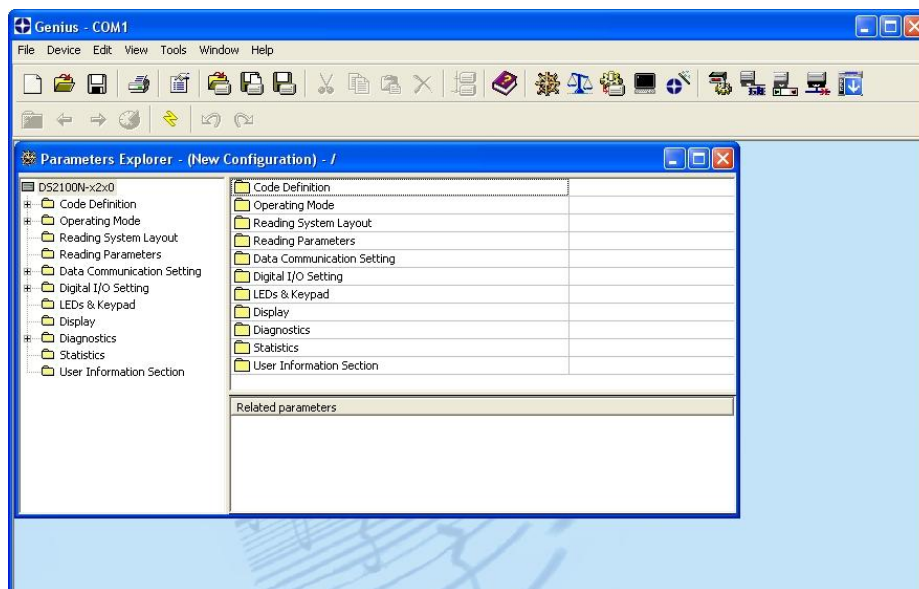 Genius - COM1
File Device Edit View Tools Window Help
Parameters Explorer - (New Configuration) - /
DS2100N-x2x0
Code Definition
Operating Mode
Reading System Layout
Reading Parameters
Data Communication Setting
Digital I/O Setting
LEDs & Keypad
Display
Diagnostics
Statistics
User Information Section
Code Definition
Operating Mode
Reading System Layout
Reading Parameters
Data Communication Setting
Digital I/O Setting
LEDs & Keypad
Display
Diagnostics
Statistics
User Information Section
Related parameters